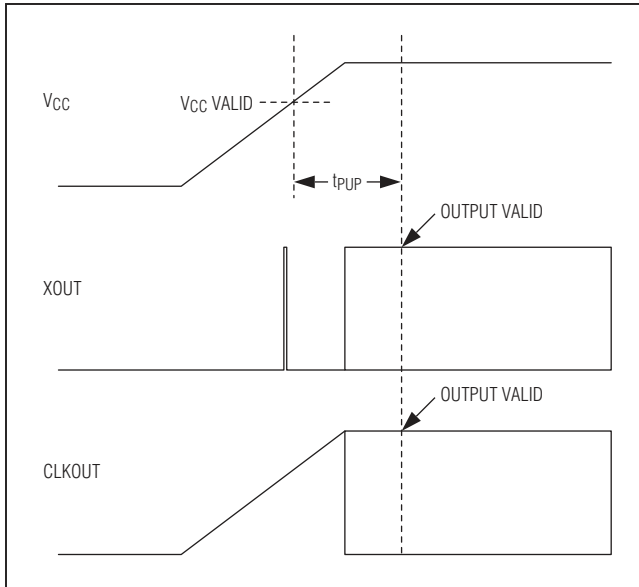 VCC
VCC VALID
tPUP
OUTPUT VALID
XOUT
OUTPUT VALID
CLKOUT